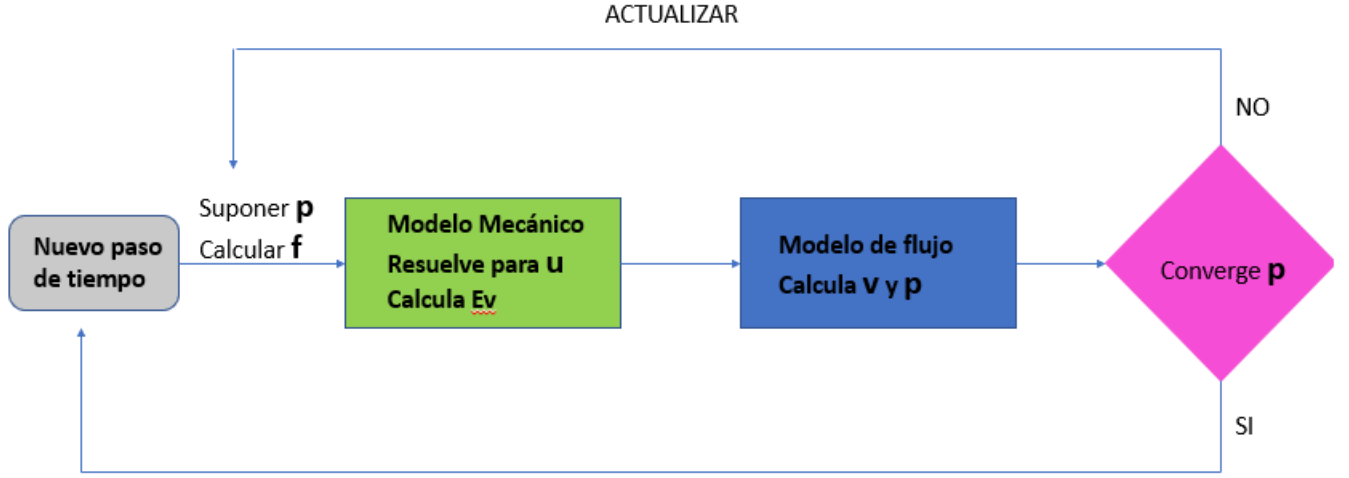 ACTUALIZAR
NO
Suponer p
Calcular f
Nuevo paso
de tiempo
Modelo Mecánico
Resuelve para u
Calcula Ev
Modelo de flujo
Calcula v y p
Converge p
SI